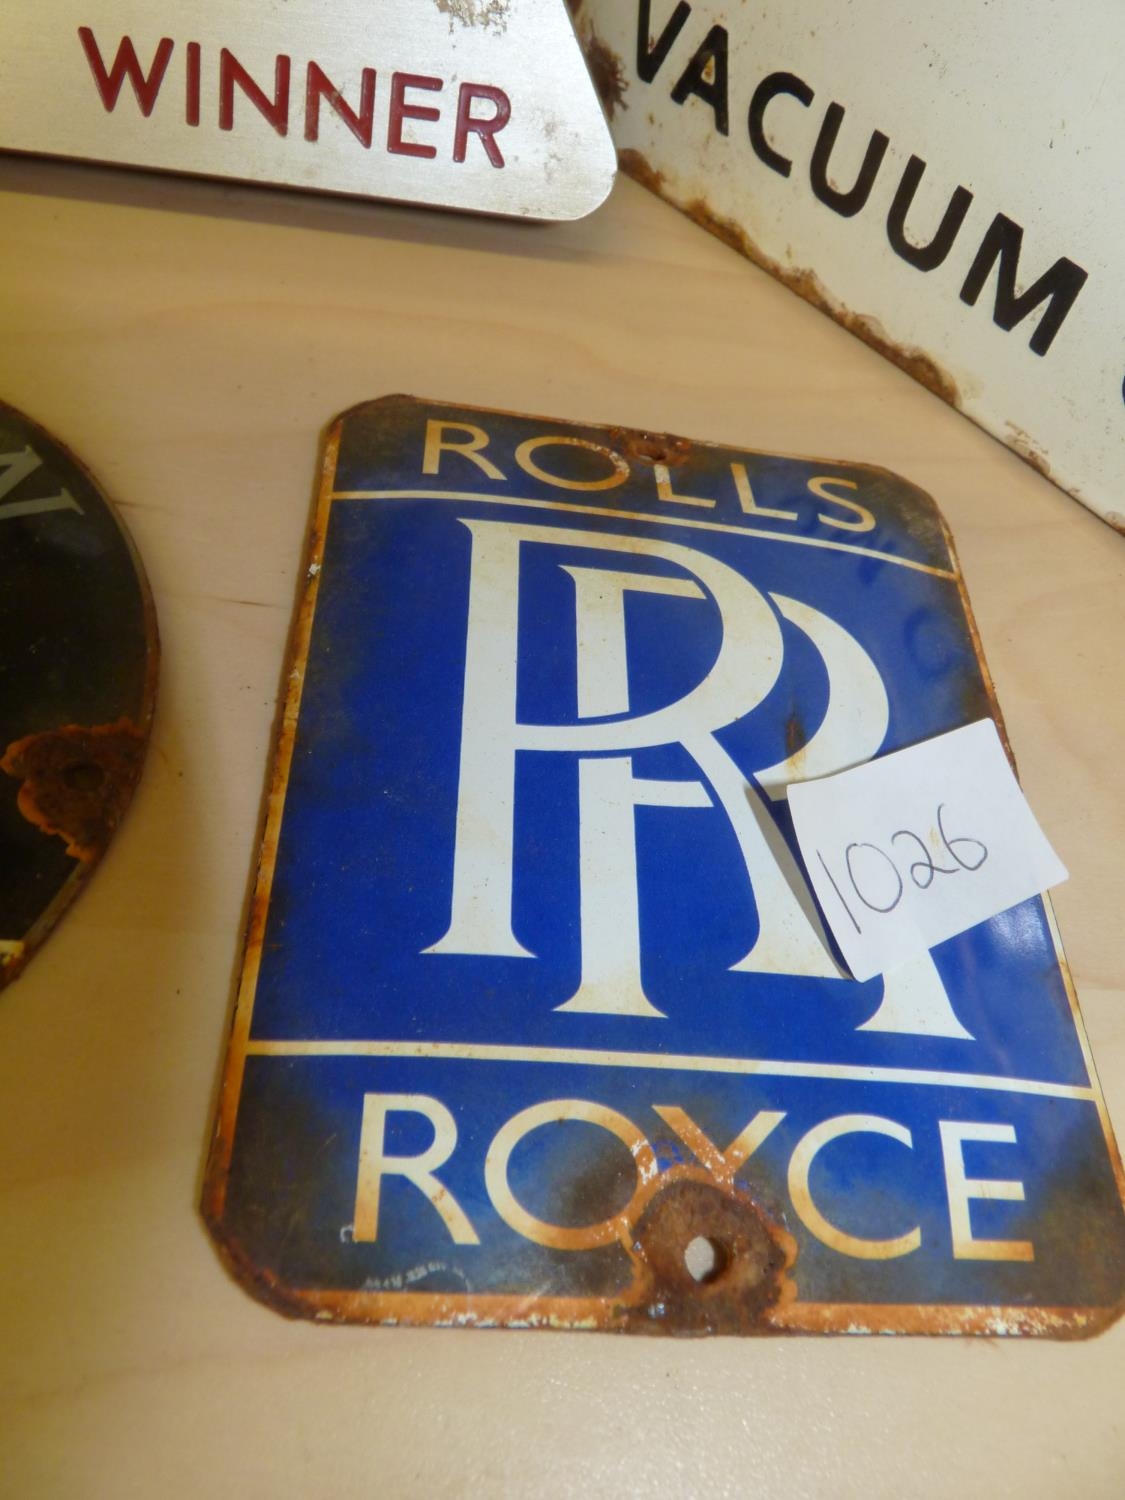 WINNER
VACUUM
ROLLS
RR
1026
ROYCE